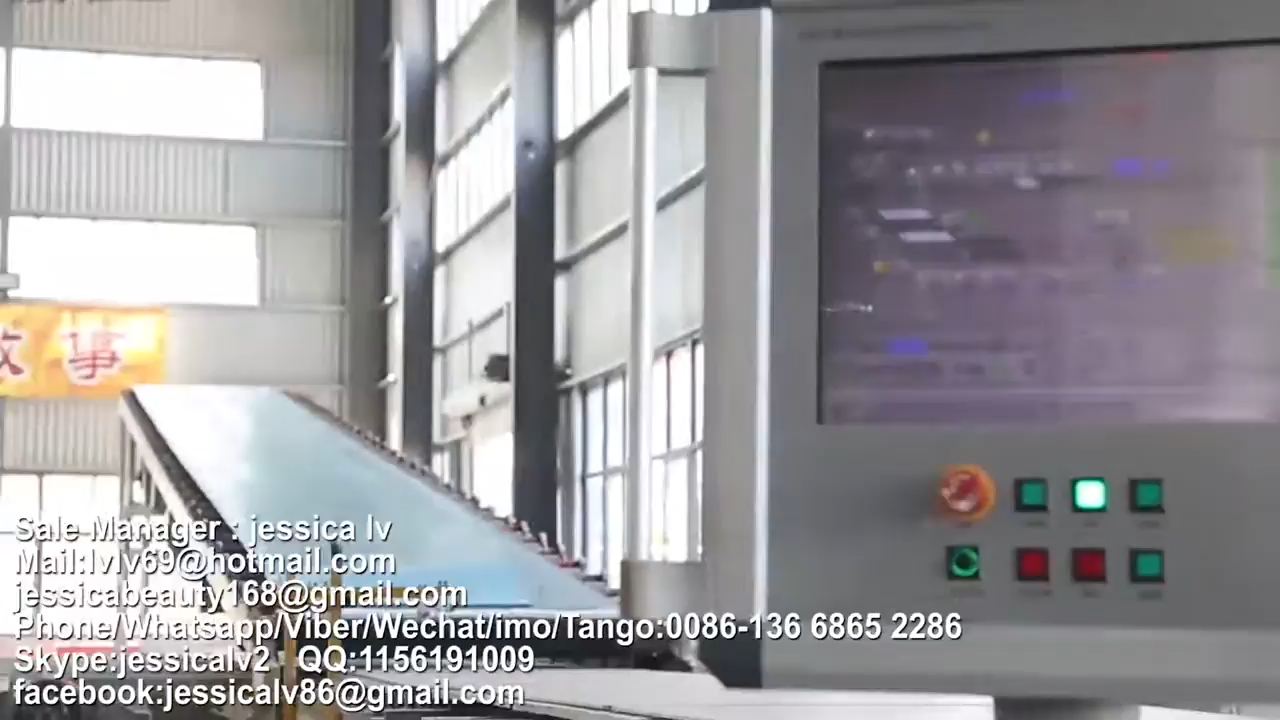 事
Sale Manager : jessica lv
Mail:lvlv69@hotmail.com
jessicabeauty168@gmail.com
Phone/Whatsapp/Viber/Wechat/imo/Tango:0086-136 6865 2286
Skype:jessicalv2 QQ:1156191009
facebook:jessicalv86@gmail.com